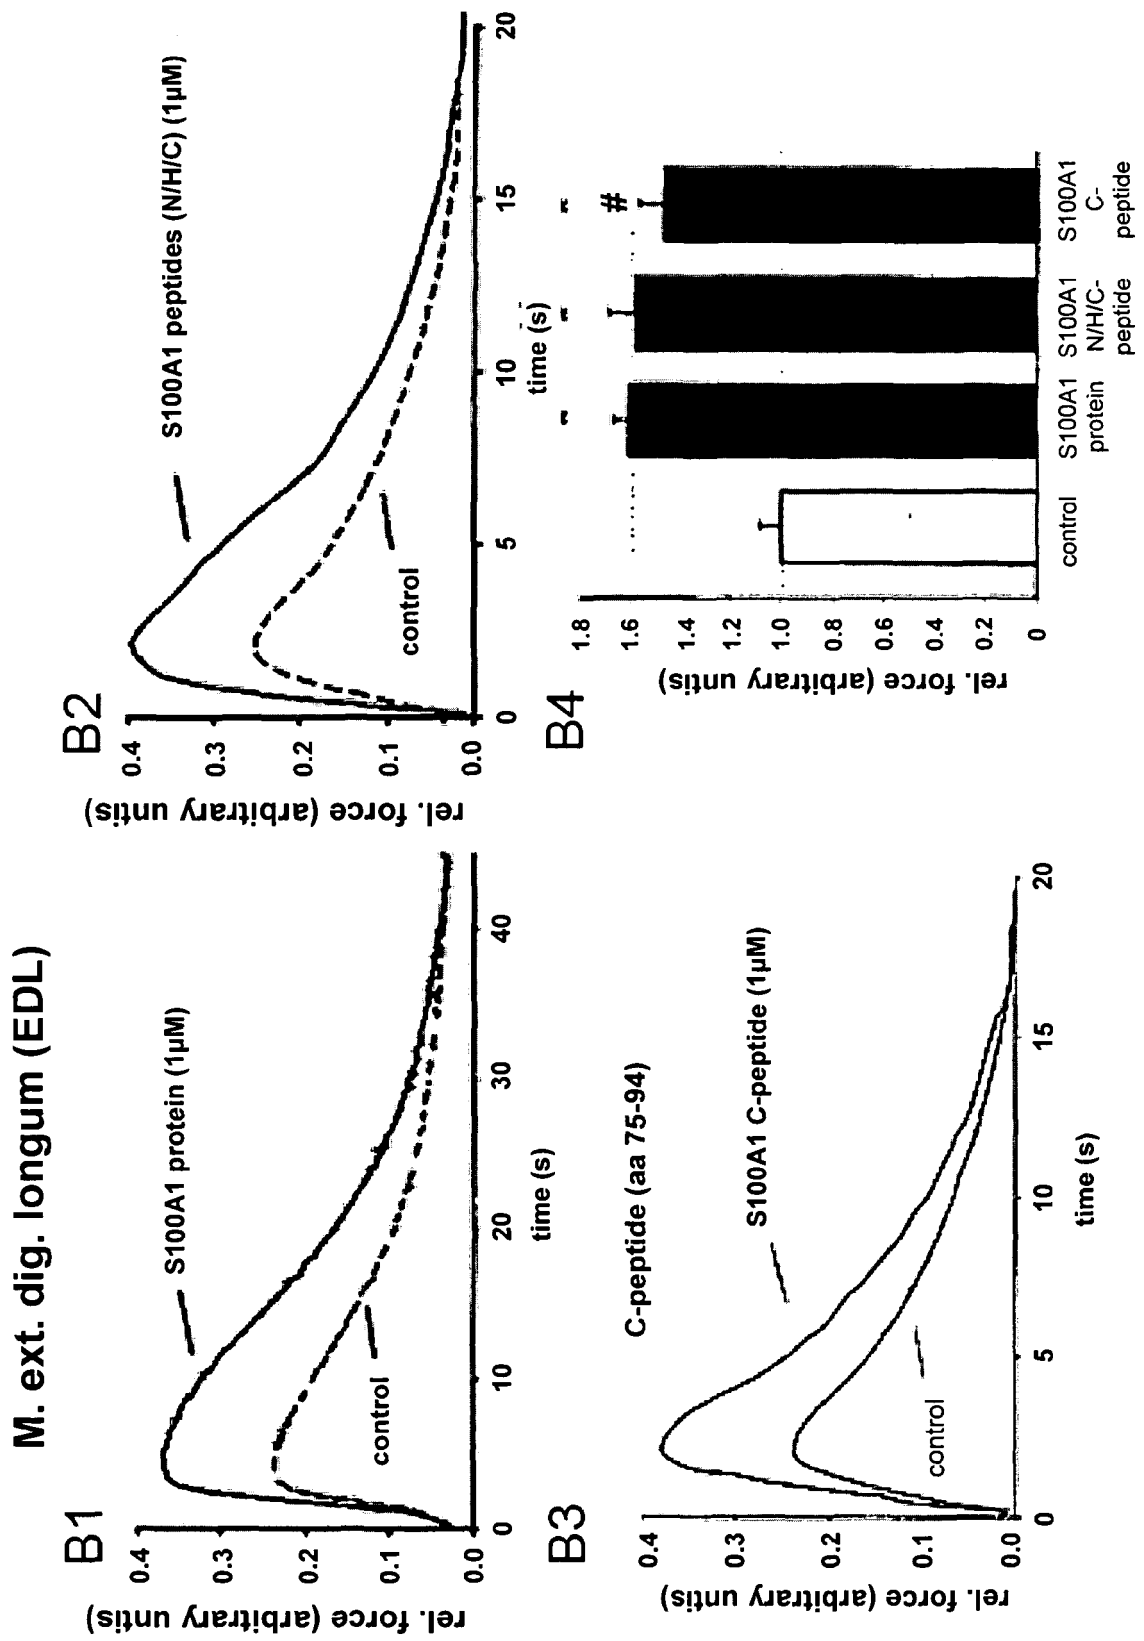 M. ext. dig. longum (EDL)
B1
rel. force (arbitrary untis)
0.4
0.3
0.2
0.1
0.0
S100A1 protein (1µM)
control
0
10
20
30
40
time (s)
B2
rel. force (arbitrary untis)
0.4
0.3
0.2
0.1
0.0
S100A1 peptides (N/H/C) (1µM)
control
0
5
10
15
20
time (s)
B3
rel. force (arbitrary untis)
0.4
0.3
0.2
0.1
0.0
C-peptide (aa 75-94)
S100A1 C-peptide (1µM)
control
0
5
10
15
20
time (s)
B4
rel. force (arbitrary untis)
1.8
1.6
1.4
1.2
1.0
0.8
0.6
0.4
0.2
0
#
control
S100A1
protein
S100A1
N/H/C-
peptide
S100A1
C-
peptide